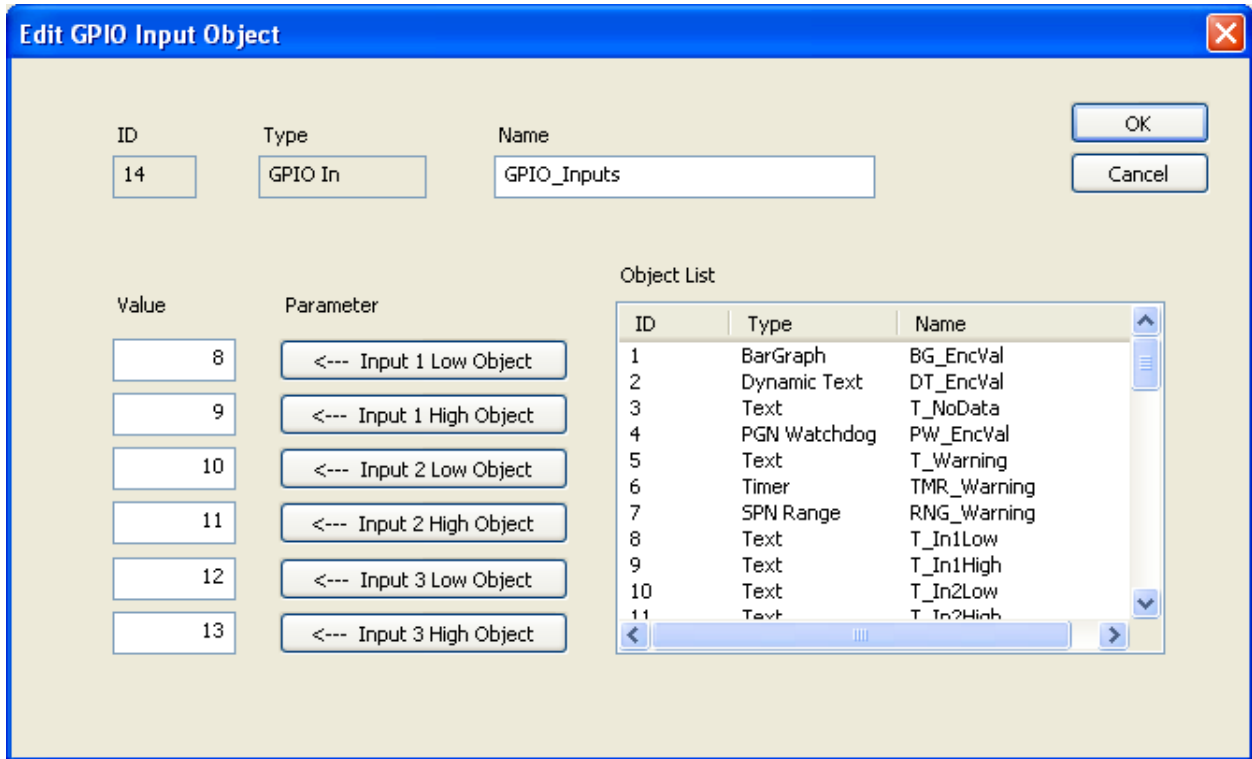 Edit GPIO Input Object
OK
Cancel
ID Type Name
14 GPIO In GPIO_Inputs
Value Parameter
8 <--- Input 1 Low Object
9 <--- Input 1 High Object
10 <--- Input 2 Low Object
11 <--- Input 2 High Object
12 <--- Input 3 Low Object
13 <--- Input 3 High Object
Object List
ID Type Name
1 BarGraph BG_EncVal
2 Dynamic Text DT_EncVal
3 Text T_NoData
4 PGN Watchdog PW_EncVal
5 Text T_Warning
6 Timer TMR_Warning
7 SPN Range RNG_Warning
8 Text T_In1Low
9 Text T_In1High
10 Text T_In2Low
11 Text T_In2High